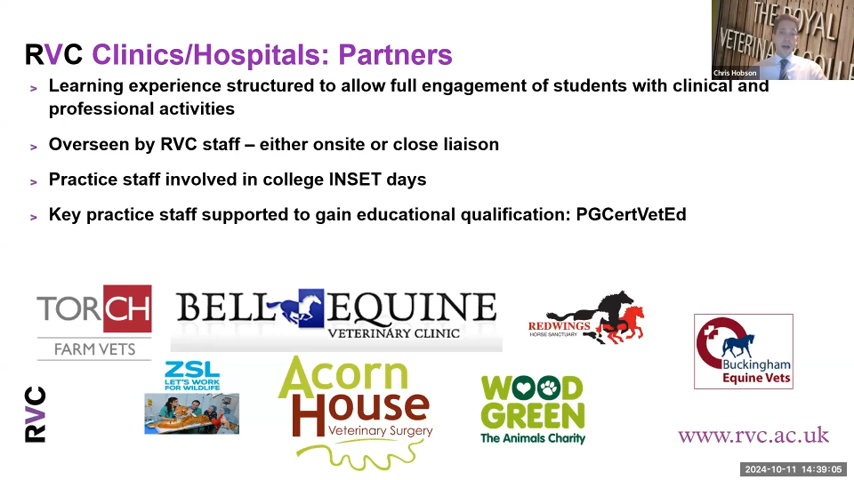 RVC Clinics/Hospitals: Partners
THE ROYAL
VETERINARY COLLEGE
Chris Hobson
> Learning experience structured to allow full engagement of students with clinical and
professional activities
> Overseen by RVC staff – either onsite or close liaison
> Practice staff involved in college INSET days
> Key practice staff supported to gain educational qualification: PGCertVetEd
TORCH
FARM VETS
BELL EQUINE
VETERINARY CLINIC
REDWINGS
HORSE SANCTUARY
Buckingham
Equine Vets
ZSL
LET'S WORK
FOR WILDLIFE
Acorn
House
Veterinary Surgery
WOOD
GREEN
The Animals Charity
RVC
www.rvc.ac.uk
2024-10-11 14:39:05